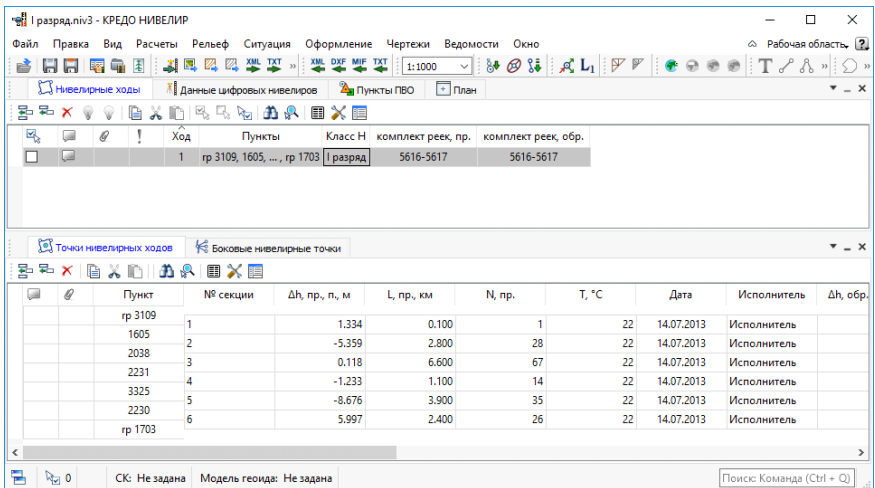 I разряд.niv3 - КРЕДО НИВЕЛИР
Файл Правка Вид Расчеты Рельеф Ситуация Оформление Чертежи Ведомости Окно Рабочая область
XML TXT » XML DXF MIF TXT 1:1000 L1 T A » »
Нивелирные ходы Данные цифровых нивелиров Пункты ПВО План
Ход Пункты Класс H комплект реек, пр. комплект реек, обр.
1 гр 3109, 1605, ... , гр 1703 I разряд 5616-5617 5616-5617
Точки нивелирных ходов Боковые нивелирные точки
Пункт № секции Δh, пр., п., м L, пр., км N, пр. T, °C Дата Исполнитель Δh, обр.
гр 3109
1 1.334 0.100 1 22 14.07.2013 Исполнитель
1605
2 -5.359 2.800 28 22 14.07.2013 Исполнитель
2038
3 0.118 6.600 67 22 14.07.2013 Исполнитель
2231
4 -1.233 1.100 14 22 14.07.2013 Исполнитель
3325
5 -8.676 3.900 35 22 14.07.2013 Исполнитель
2230
6 5.997 2.400 26 22 14.07.2013 Исполнитель
гр 1703
0 СК: Не задана Модель геоида: Не задана Поиск: Команда (Ctrl + Q)